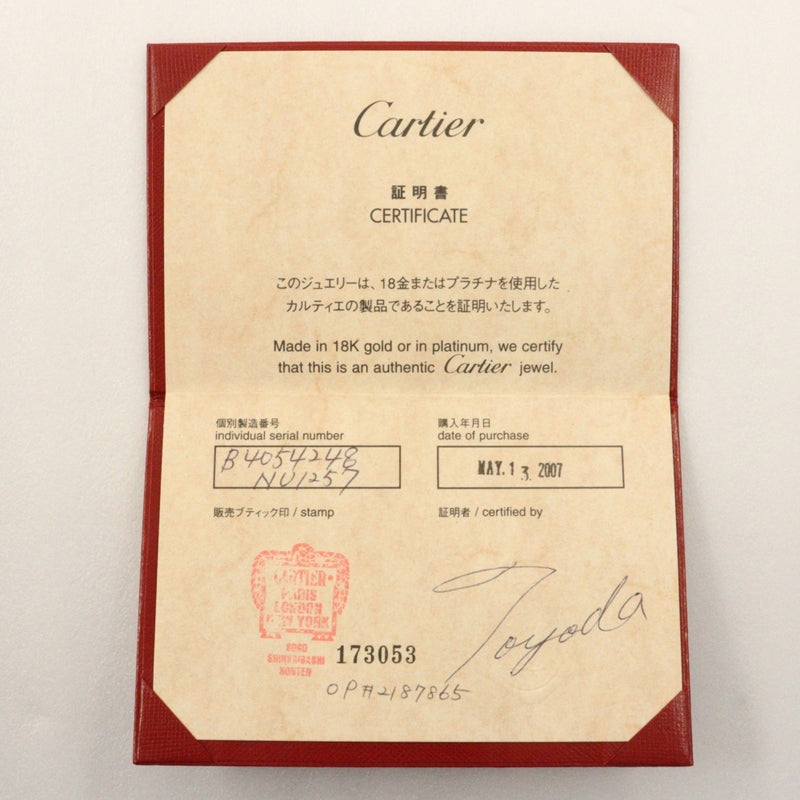 Cartier
証明書
CERTIFICATE
このジュエリーは、18金またはプラチナを使用した
カルティエの製品であることを証明いたします。
Made in 18K gold or in platinum, we certify
that this is an authentic Cartier jewel.
個別製造番号
individual serial number
B4054248
NU1257
購入年月日
date of purchase
MAY. 13. 2007
販売ブティック印 / stamp
証明者 / certified by
CARTIER
PARIS
LONDON
NEW YORK
SOGO
SHINSAIBASHI
HONTEN
173053
OP#2187865
Toyoda